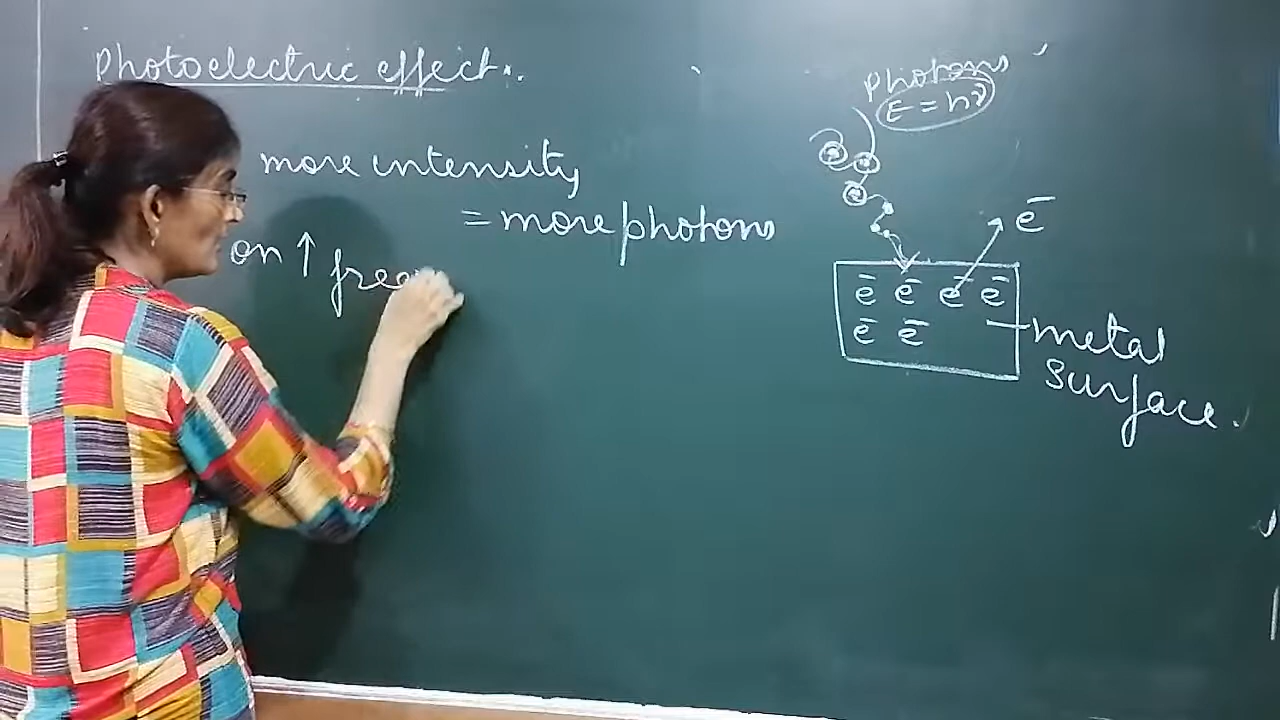 Photoelectric effect.
more intensity
= more photons
on ↑ freq
Photons
E = hν
e⁻
e⁻ e⁻ e⁻ e⁻
e⁻ e⁻
metal
surface.